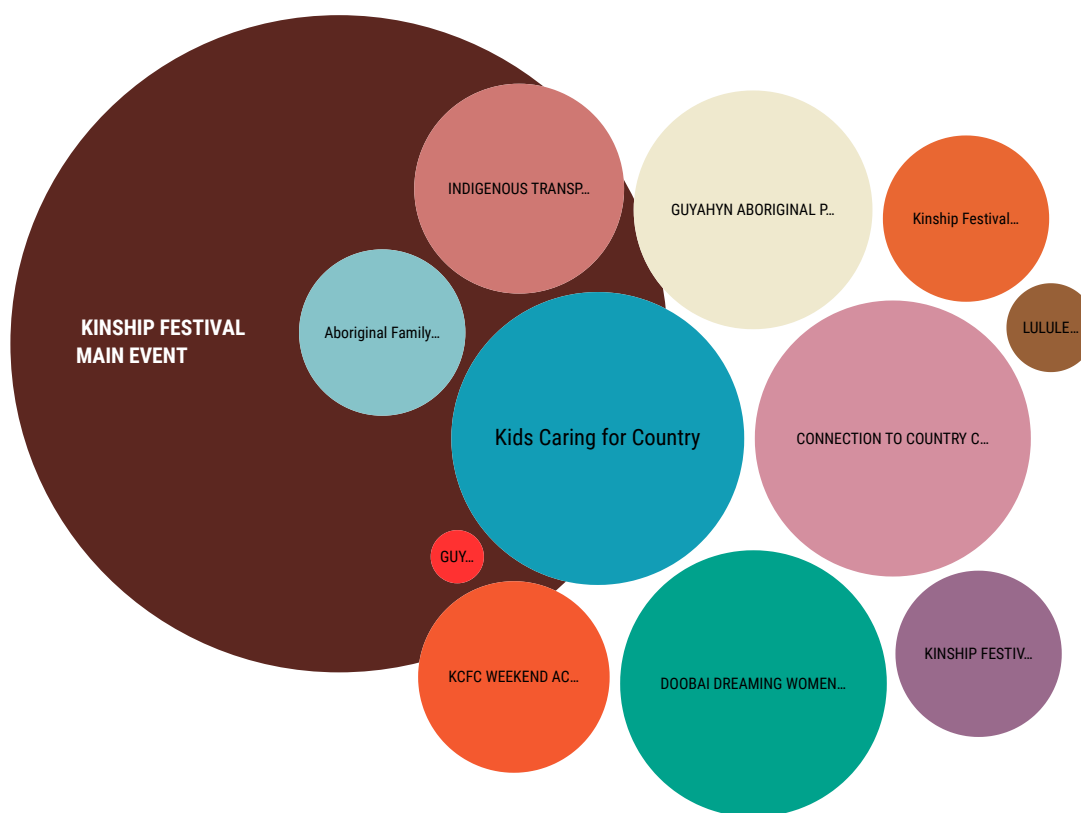 INDIGENOUS TRANSP...
GUYAHYN ABORIGINAL P...
Kinship Festival...
KINSHIP FESTIVAL
MAIN EVENT
Aboriginal Family...
LULULE...
Kids Caring for Country
CONNECTION TO COUNTRY C...
GUY...
KCFC WEEKEND AC...
DOOBAI DREAMING WOMEN...
KINSHIP FESTIV...